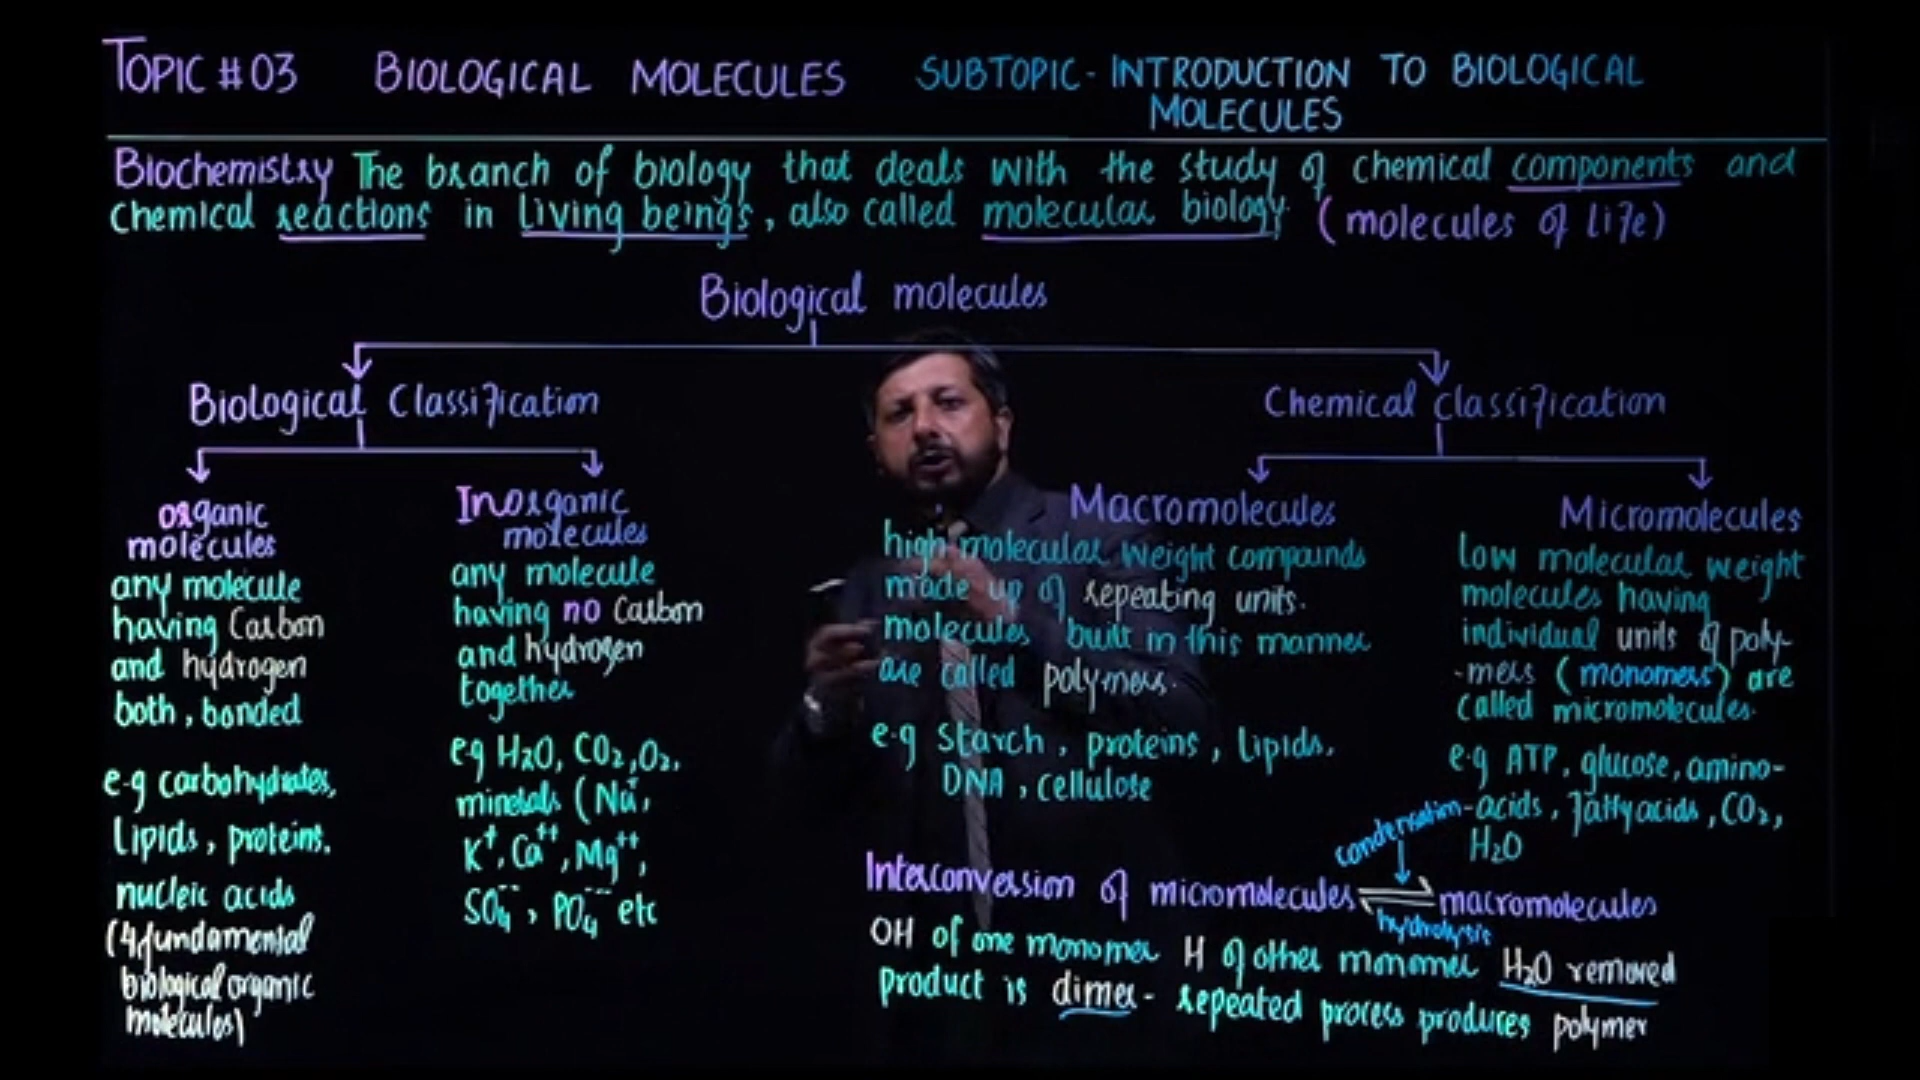 TOPIC #03 BIOLOGICAL MOLECULES SUBTOPIC - INTRODUCTION TO BIOLOGICAL
MOLECULES
Biochemistry The branch of biology that deals with the study of chemical components and
chemical reactions in living beings, also called molecular biology. (molecules of life)
Biological molecules
Biological Classification
Chemical classification
organic
molecules
any molecule
having Carbon
and hydrogen
both, bonded
e-g carbohydrates,
lipids, proteins.
nucleic acids
(4 fundamental
biological organic
molecules)
Inorganic
molecules
any molecule
having no Carbon
and hydrogen
together
e-g H₂O, CO₂, O₂,
minerals (Na⁺,
K⁺, Ca⁺⁺, Mg⁺⁺,
SO₄⁻⁻, PO₄⁻⁻⁻ etc
Macromolecules
high molecular weight compounds
made up of repeating units.
molecules built in this manner
are called polymers.
e-g Starch, proteins, lipids,
DNA, cellulose
Micromolecules
low molecular weight
molecules having
individual units of poly-
-mers (monomers) are
called micromolecules.
e-g ATP, glucose, amino-
-acids, fatty acids, CO₂,
H₂O
condensation
Interconversion of micromolecules ⇌ macromolecules
hydrolysis
OH of one monomer H of other monomer H₂O removed
product is dimer - repeated process produces polymer